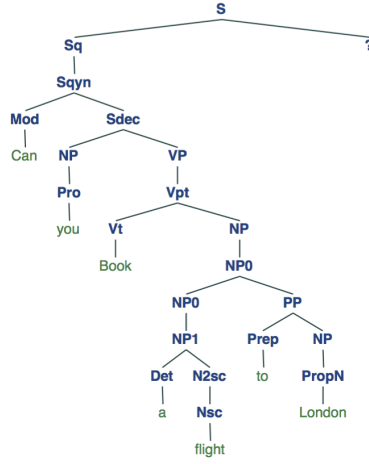 S
Sq ?
Sqyn
Mod Sdec
Can NP VP
Pro Vpt
you Vt NP
Book NP0
NP0 PP
NP1 Prep NP
Det N2sc to PropN
a Nsc London
flight